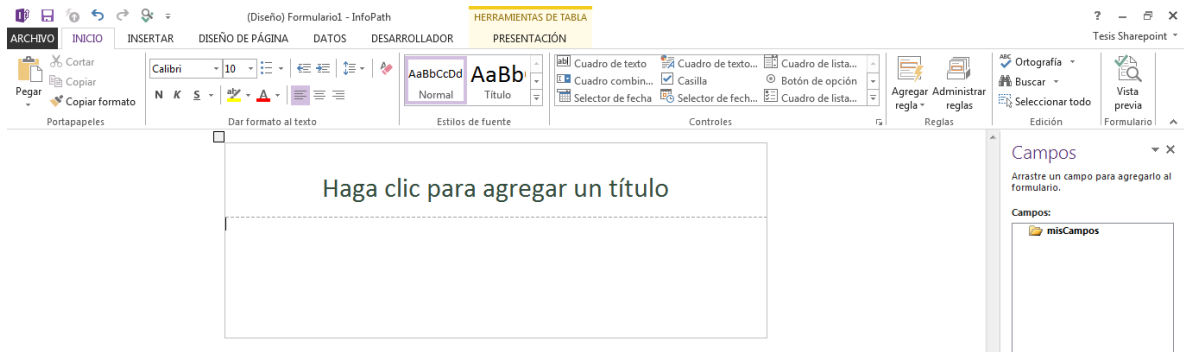 (Diseño) Formulario1 - InfoPath
HERRAMIENTAS DE TABLA
?
ARCHIVO INICIO INSERTAR DISEÑO DE PÁGINA DATOS DESARROLLADOR PRESENTACIÓN
Tesis Sharepoint
Pegar
Cortar
Copiar
Copiar formato
Portapapeles
Calibri 10
N K S aby A
Dar formato al texto
AaBbCcDd
Normal
AaBb
Título
Estilos de fuente
ab Cuadro de texto Cuadro de texto... Cuadro de lista...
Cuadro combin... Casilla Botón de opción
Selector de fecha Selector de fech... Cuadro de lista...
Controles
Agregar regla
Administrar reglas
Reglas
ABC Ortografía
Buscar
Seleccionar todo
Edición
Vista previa
Formulario
Haga clic para agregar un título
Campos
Arrastre un campo para agregarlo al
formulario.
Campos:
misCampos